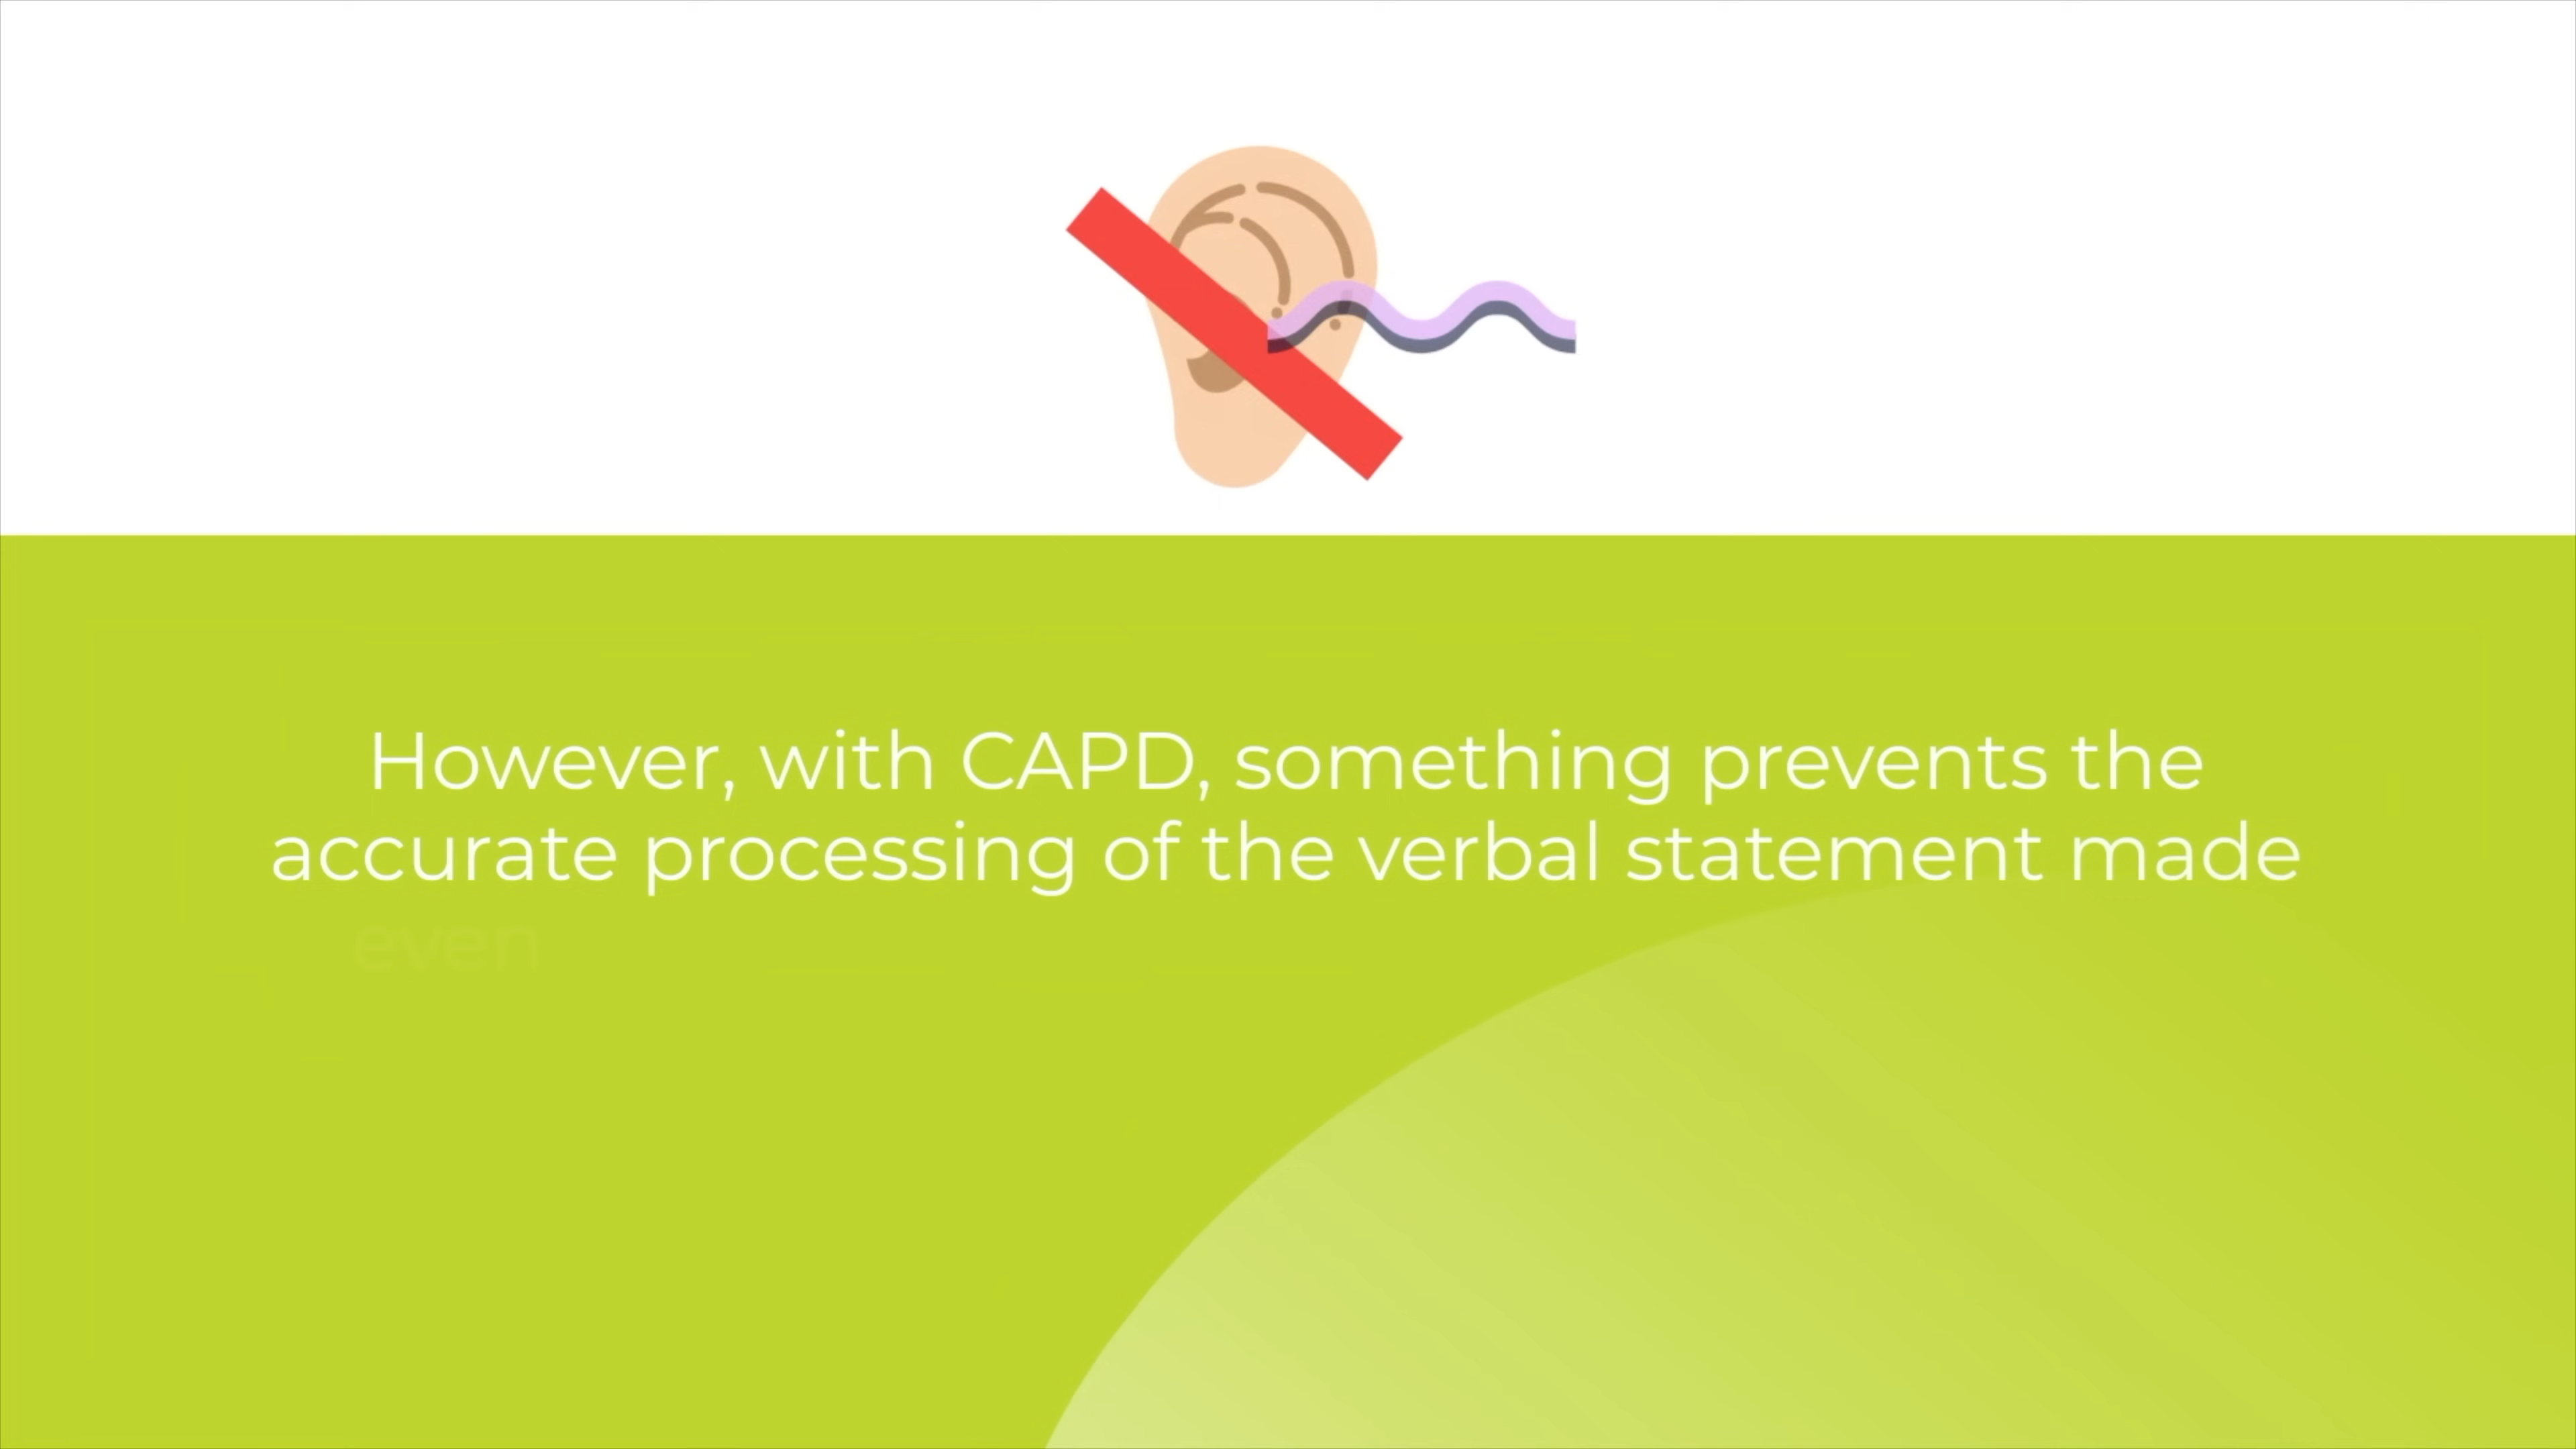 However, with CAPD, something prevents the
accurate processing of the verbal statement made
even